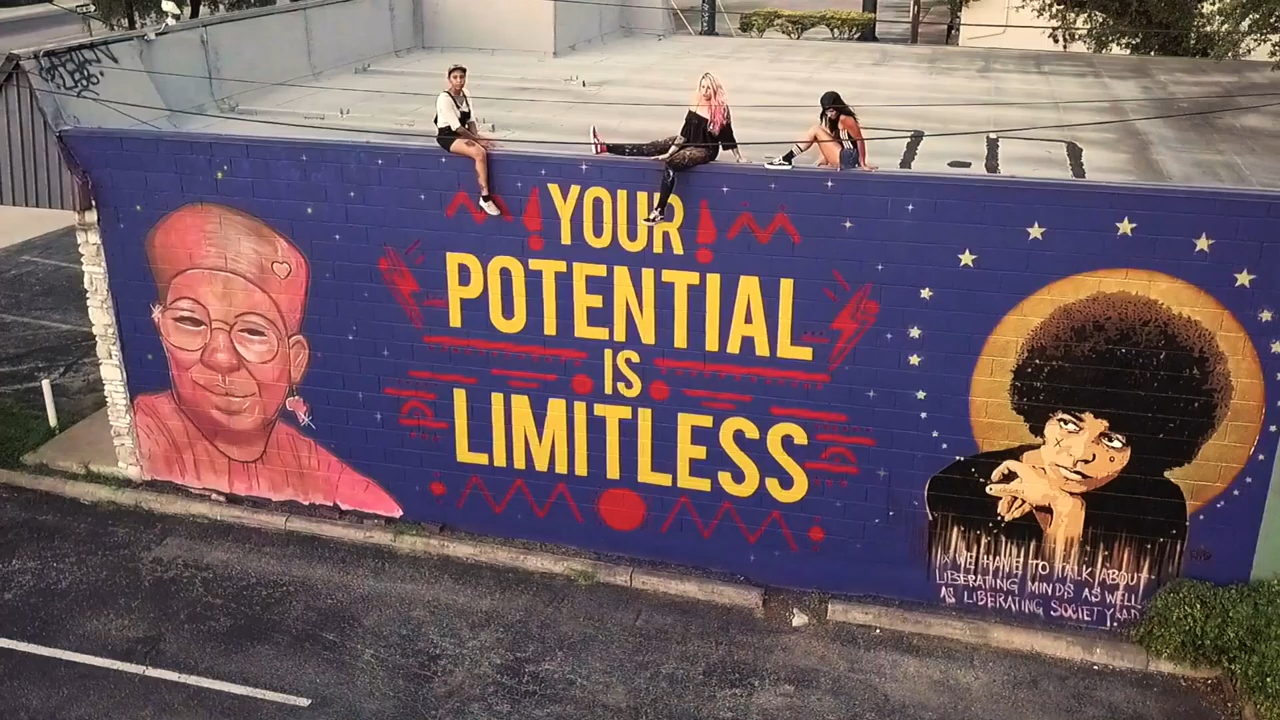 YOUR
POTENTIAL
IS
LIMITLESS
X WE HAVE TO TALK ABOUT
LIBERATING MINDS AS WELL
AS LIBERATING SOCIETY. -A.D.